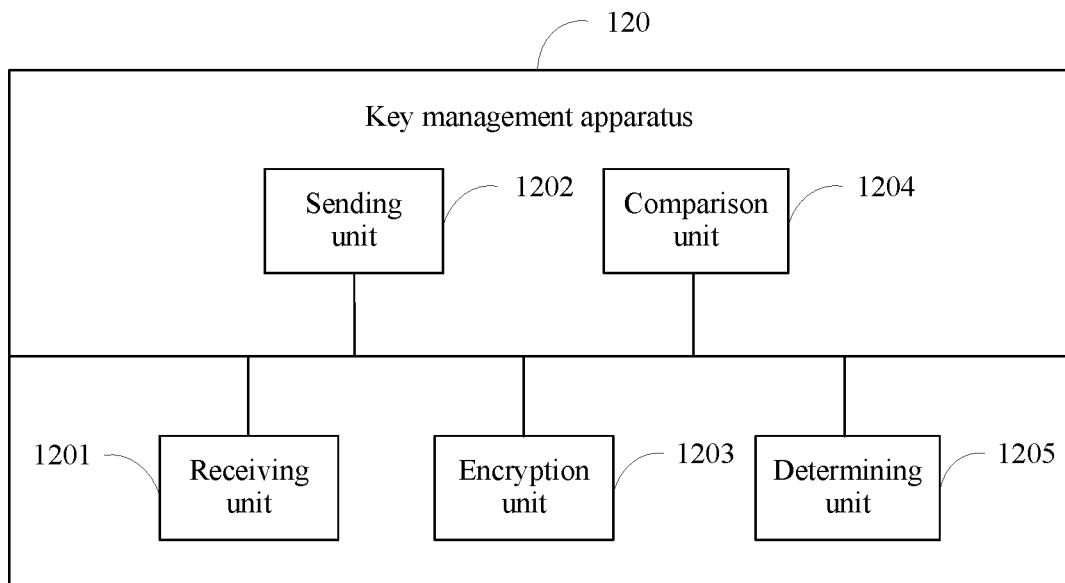 120
Key management apparatus
Sending
unit
1202
Comparison
unit
1204
1201
Receiving
unit
Encryption
unit
1203
Determining
unit
1205